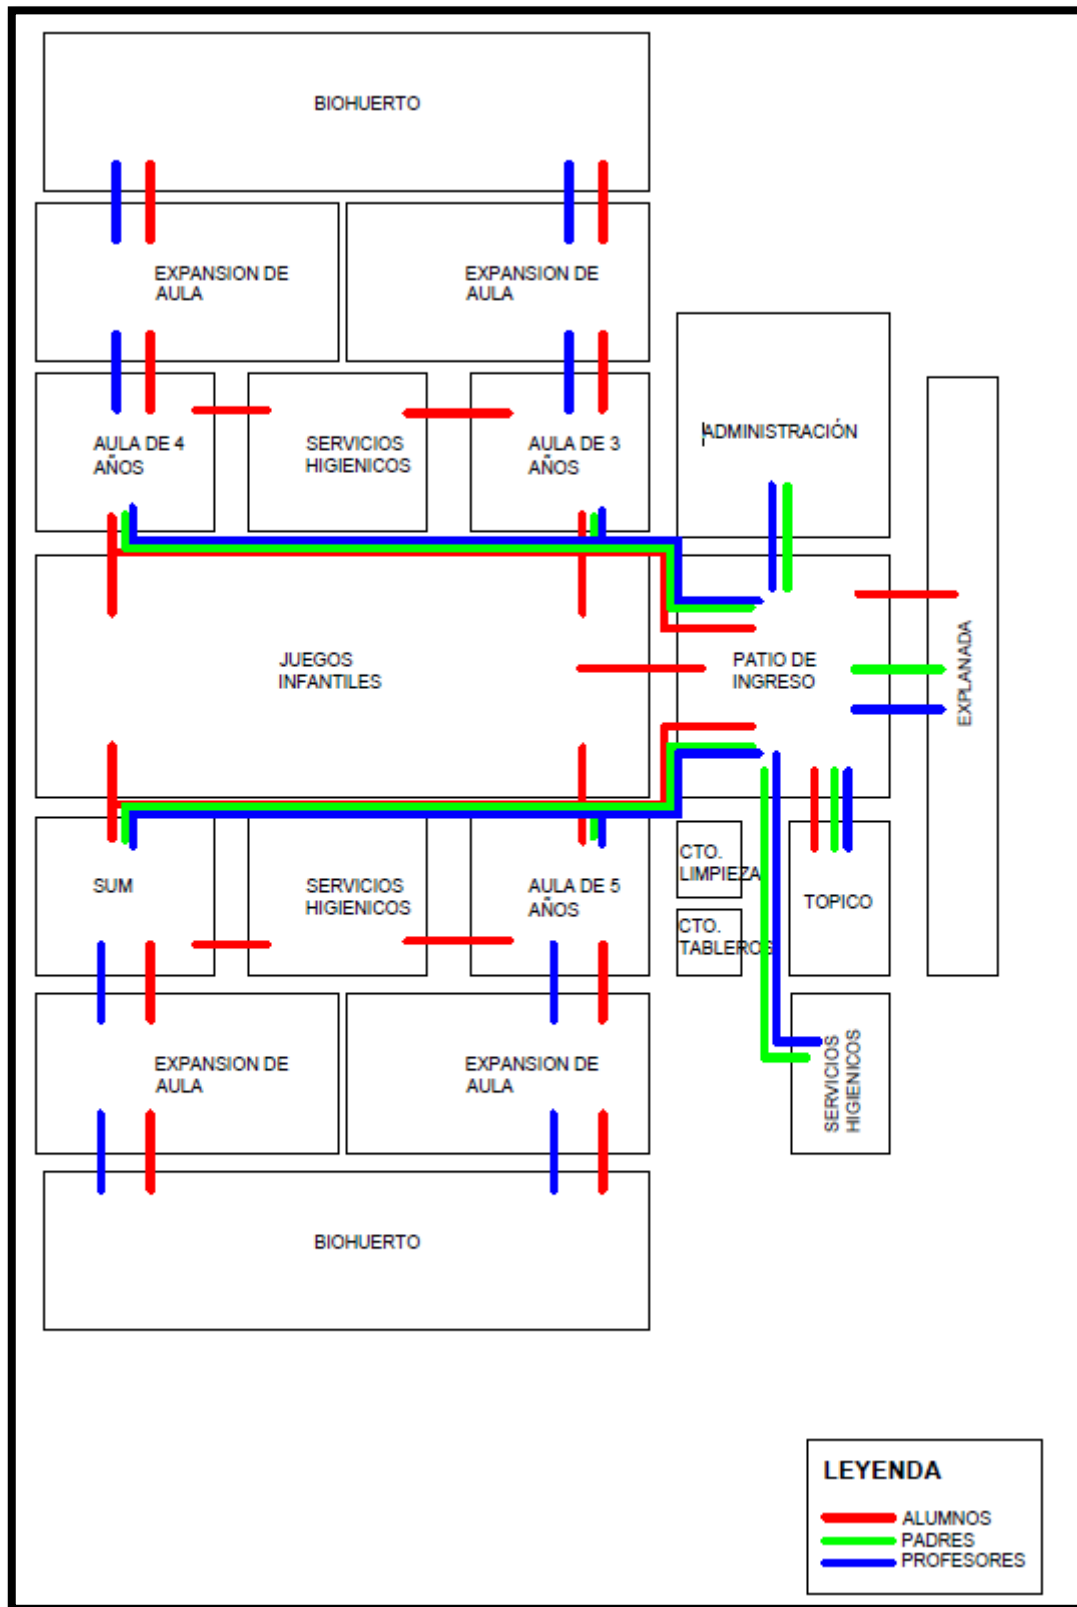 BIOHUERTO
EXPANSION DE
AULA
EXPANSION DE
AULA
AULA DE 4
AÑOS
SERVICIOS
HIGIENICOS
AULA DE 3
AÑOS
ADMINISTRACIÓN
JUEGOS
INFANTILES
PATIO DE
INGRESO
EXPLANADA
SUM
SERVICIOS
HIGIENICOS
AULA DE 5
AÑOS
CTO.
LIMPIEZA
CTO.
TABLEROS
TOPICO
EXPANSION DE
AULA
EXPANSION DE
AULA
SERVICIOS
HIGIENICOS
BIOHUERTO
LEYENDA
ALUMNOS
PADRES
PROFESORES